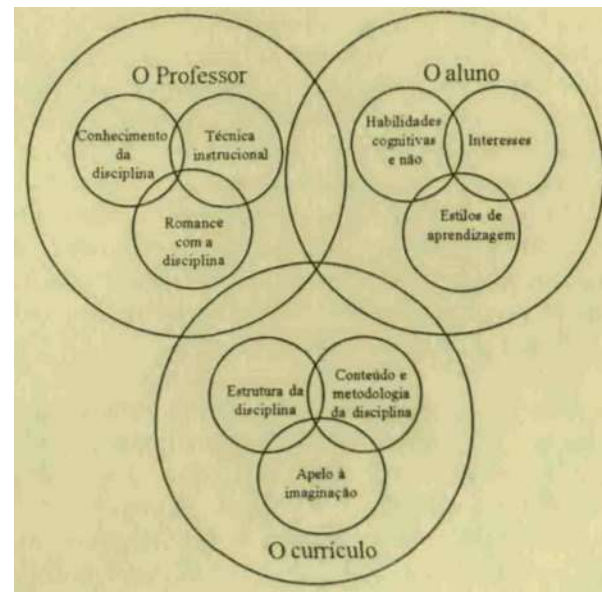 O Professor
Conhecimento
da
disciplina
Técnica
instrucional
Romance
com a
disciplina
O aluno
Habilidades
cognitivas
e não
Interesses
Estilos de
aprendizagem
Estrutura da
disciplina
Conteúdo e
metodologia
da disciplina
Apelo à
imaginação
O currículo